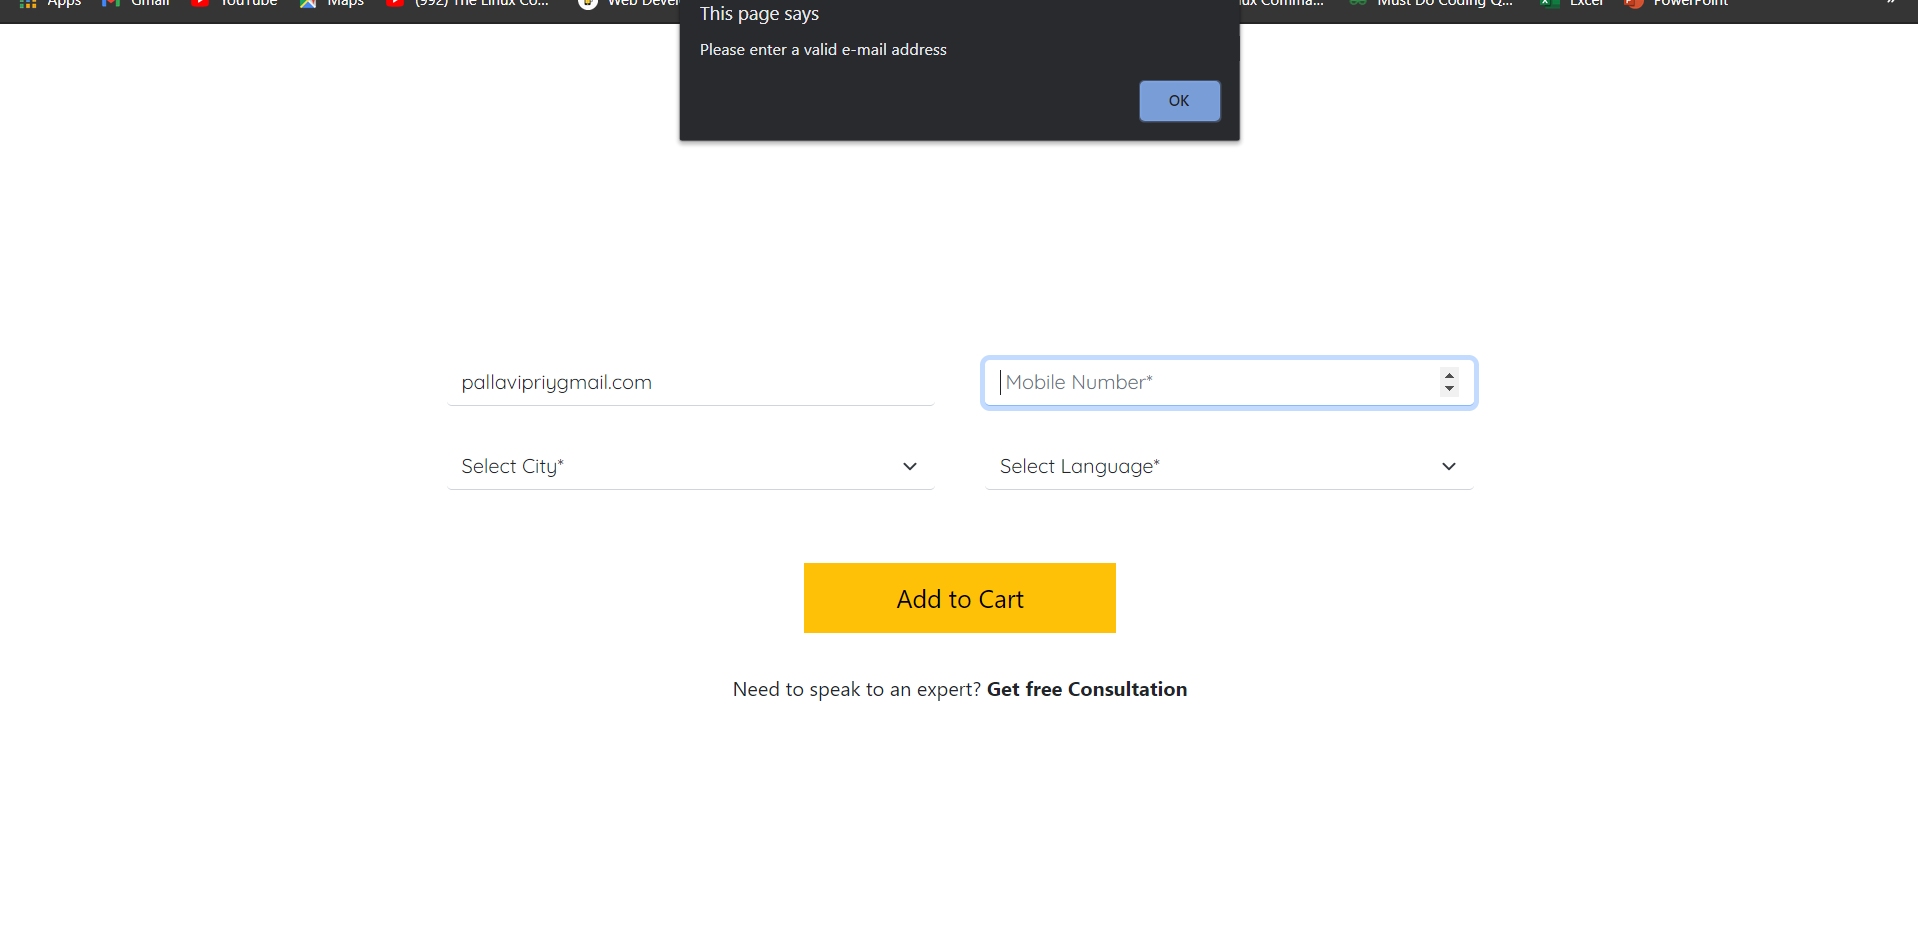 Apps Gmail YouTube Maps (992) The Linux Co... Web Devel ux Comma... Must Do Coding Q... Excel PowerPoint »
This page says
Please enter a valid e-mail address
OK
pallavipriygmail.com Mobile Number*
Select City* Select Language*
Add to Cart
Need to speak to an expert? Get free Consultation